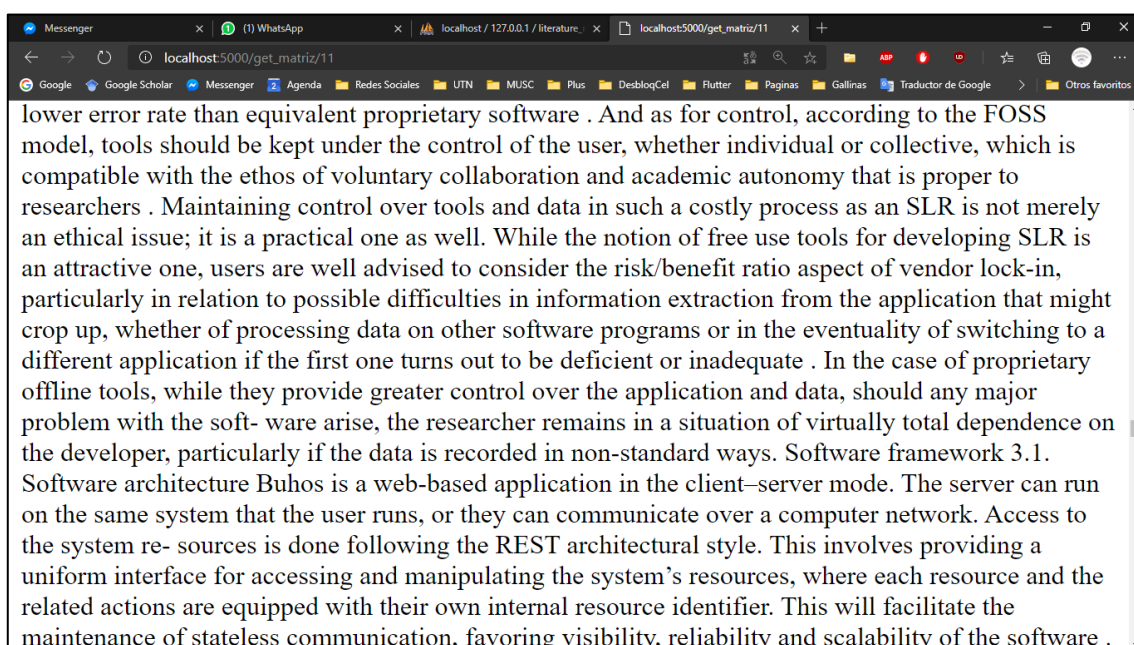 Messenger
(1) WhatsApp
localhost / 127.0.0.1 / literature_
localhost:5000/get_matriz/11
localhost:5000/get_matriz/11
ABP
UD
Google
Google Scholar
Messenger
2 Agenda
Redes Sociales
UTN
MUSC
Plus
DesbloqCel
Flutter
Paginas
Gallinas
Traductor de Google
Otros favoritos
lower error rate than equivalent proprietary software . And as for control, according to the FOSS
model, tools should be kept under the control of the user, whether individual or collective, which is
compatible with the ethos of voluntary collaboration and academic autonomy that is proper to
researchers . Maintaining control over tools and data in such a costly process as an SLR is not merely
an ethical issue; it is a practical one as well. While the notion of free use tools for developing SLR is
an attractive one, users are well advised to consider the risk/benefit ratio aspect of vendor lock-in,
particularly in relation to possible difficulties in information extraction from the application that might
crop up, whether of processing data on other software programs or in the eventuality of switching to a
different application if the first one turns out to be deficient or inadequate . In the case of proprietary
offline tools, while they provide greater control over the application and data, should any major
problem with the soft- ware arise, the researcher remains in a situation of virtually total dependence on
the developer, particularly if the data is recorded in non-standard ways. Software framework 3.1.
Software architecture Buhos is a web-based application in the client–server mode. The server can run
on the same system that the user runs, or they can communicate over a computer network. Access to
the system re- sources is done following the REST architectural style. This involves providing a
uniform interface for accessing and manipulating the system’s resources, where each resource and the
related actions are equipped with their own internal resource identifier. This will facilitate the
maintenance of stateless communication, favoring visibility, reliability and scalability of the software .